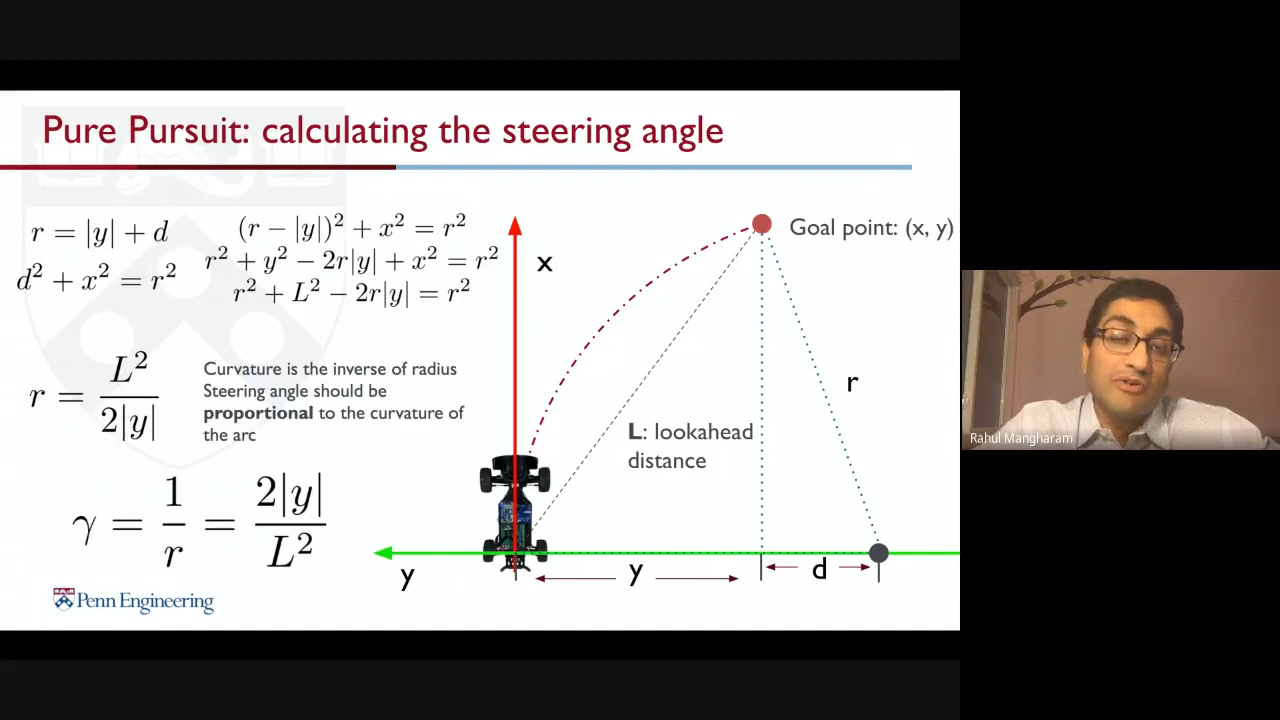 Pure Pursuit: calculating the steering angle
r = |y| + d
d² + x² = r²
(r − |y|)² + x² = r²
r² + y² − 2r|y| + x² = r²
r² + L² − 2r|y| = r²
r = L² / 2|y|
Curvature is the inverse of radius
Steering angle should be
proportional to the curvature of
the arc
γ = 1 / r = 2|y| / L²
Penn Engineering
x
Goal point: (x, y)
r
L: lookahead
distance
y
y
d
Rahul Mangharam